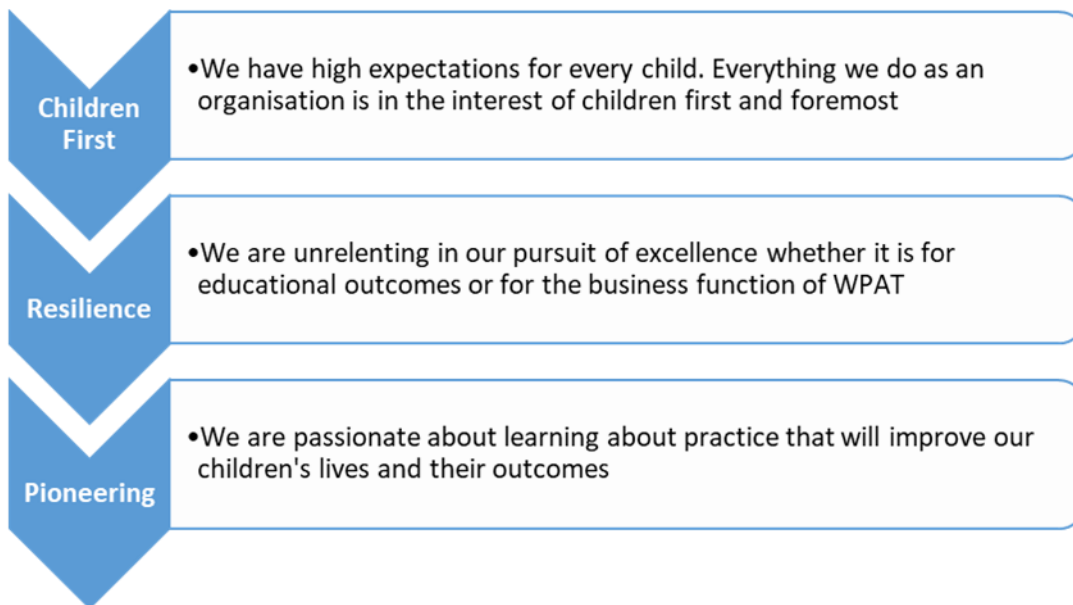 Children
First
•We have high expectations for every child. Everything we do as an
organisation is in the interest of children first and foremost
Resilience
•We are unrelenting in our pursuit of excellence whether it is for
educational outcomes or for the business function of WPAT
Pioneering
•We are passionate about learning about practice that will improve our
children's lives and their outcomes